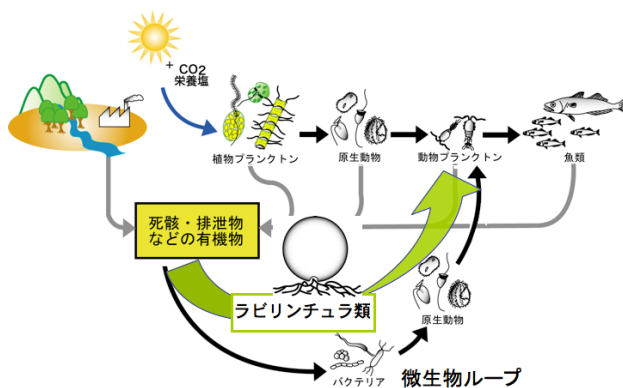 + CO2
栄養塩
植物プランクトン
原生動物
動物プランクトン
魚類
死骸・排泄物
などの有機物
ラビリンチュラ類
原生動物
バクテリア
微生物ループ